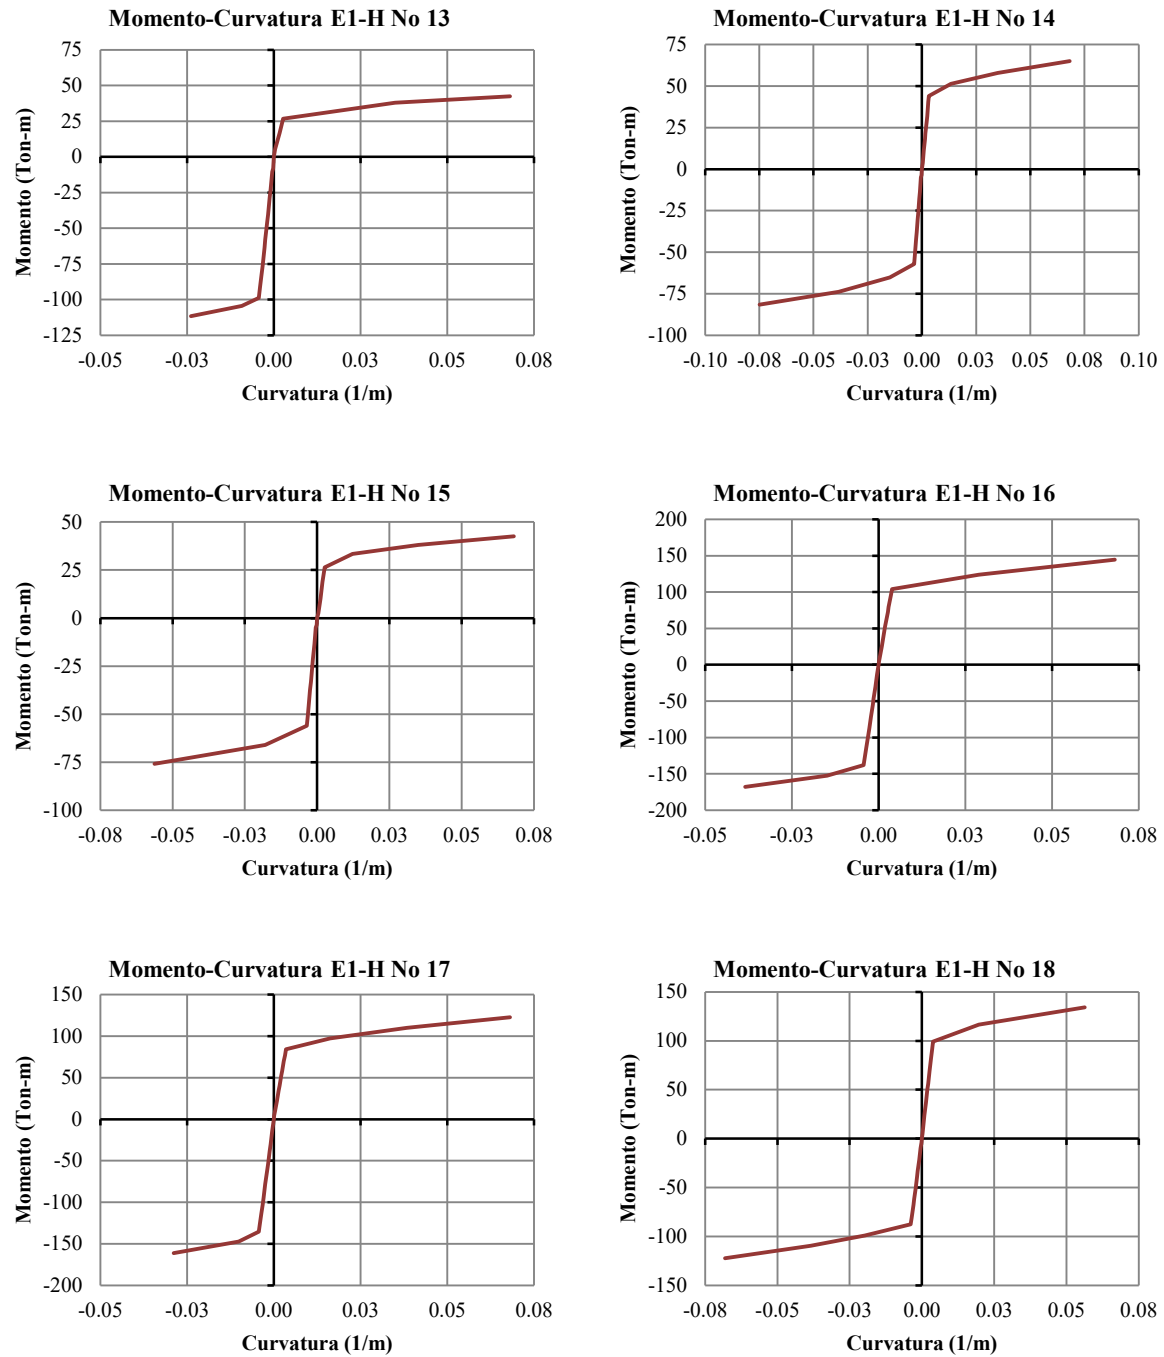 Momento-Curvatura E1-H No 13
75
50
25
0
-25
-50
-75
-100
-125
-0.05 -0.03 0.00 0.03 0.05 0.08
Momento (Ton-m)
Curvatura (1/m)
Momento-Curvatura E1-H No 14
75
50
25
0
-25
-50
-75
-100
-0.10 -0.08 -0.05 -0.03 0.00 0.03 0.05 0.08 0.10
Momento (Ton-m)
Curvatura (1/m)
Momento-Curvatura E1-H No 15
50
25
0
-25
-50
-75
-100
-0.08 -0.05 -0.03 0.00 0.03 0.05 0.08
Momento (Ton-m)
Curvatura (1/m)
Momento-Curvatura E1-H No 16
200
150
100
50
0
-50
-100
-150
-200
-0.05 -0.03 0.00 0.03 0.05 0.08
Momento (Ton-m)
Curvatura (1/m)
Momento-Curvatura E1-H No 17
150
100
50
0
-50
-100
-150
-200
-0.05 -0.03 0.00 0.03 0.05 0.08
Momento (Ton-m)
Curvatura (1/m)
Momento-Curvatura E1-H No 18
150
100
50
0
-50
-100
-150
-0.08 -0.05 -0.03 0.00 0.03 0.05 0.08
Momento (Ton-m)
Curvatura (1/m)